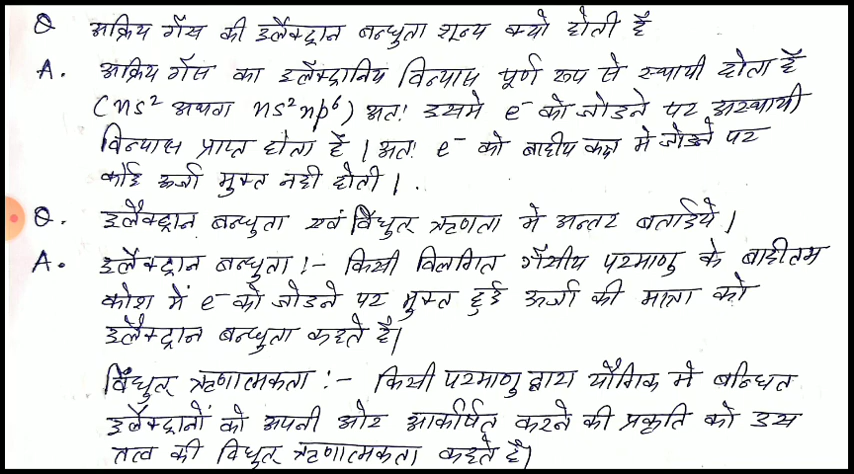 Q अक्रिय गैस की इलैक्ट्रान बन्धुता शून्य क्यो होती है
A. अक्रिय गैस का इलैक्ट्रानिय विन्यास पूर्ण रूप से स्थायी होता है
(ns² अथवा ns²np⁶) अतः इसमे e⁻ को जोडने पर अस्थायी
विन्यास प्राप्त होता है। अतः e⁻ को बाहीय कक्ष मे जोडने पर
कोई ऊर्जा मुक्त नही होती।
Q. इलैक्ट्रान बन्धुता एवं विधुत ऋणता मे अन्तर बताईये।
A. इलैक्ट्रान बन्धुता :- किसी विलगित गैसीय परमाणु के बाहीतम
कोश में e⁻ को जोडने पर मुक्त हुई ऊर्जा की मात्रा को
इलैक्ट्रान बन्धुता कहते है।
विधुत ऋणात्मकता :- किसी परमाणु द्वारा यौगिक मे बन्धित
इलैक्ट्रानों को अपनी ओर आकर्षित करने की प्रकृति को उस
तत्व की विधुत ऋणात्मकता कहते है।